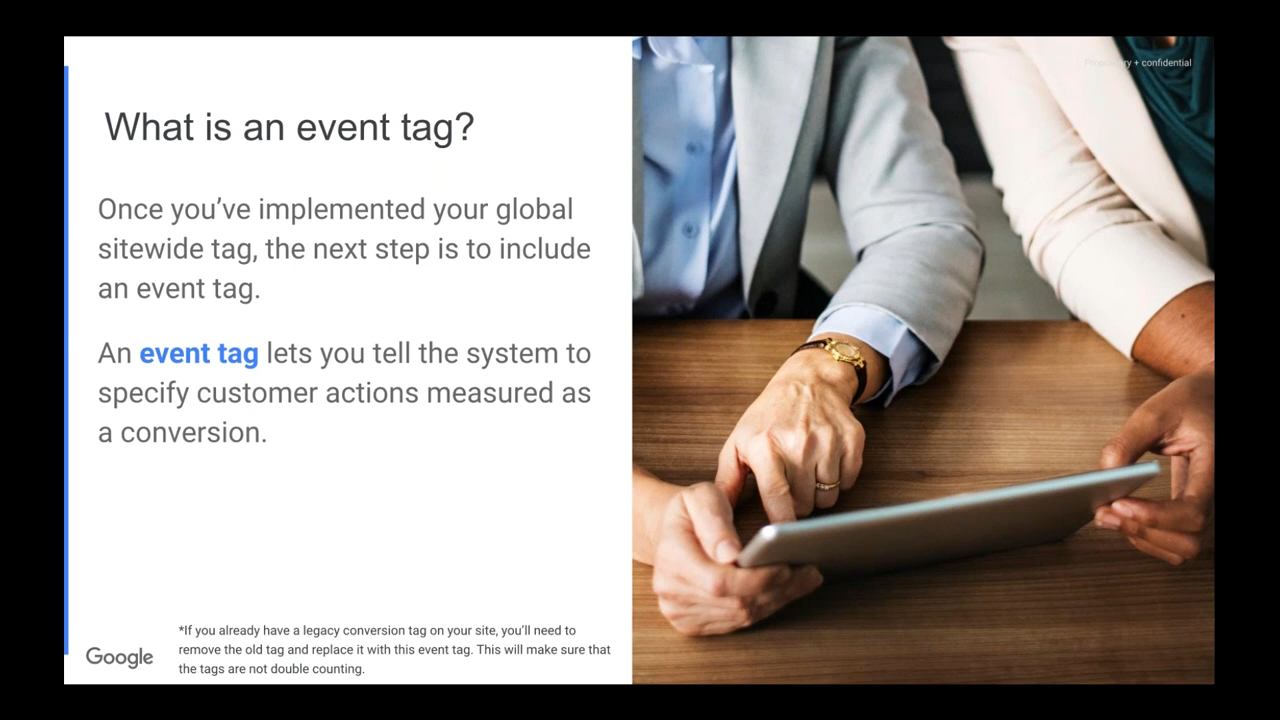 + confidential
What is an event tag?
Once you’ve implemented your global
sitewide tag, the next step is to include
an event tag.
An event tag lets you tell the system to
specify customer actions measured as
a conversion.
*If you already have a legacy conversion tag on your site, you’ll need to
remove the old tag and replace it with this event tag. This will make sure that
the tags are not double counting.
Google